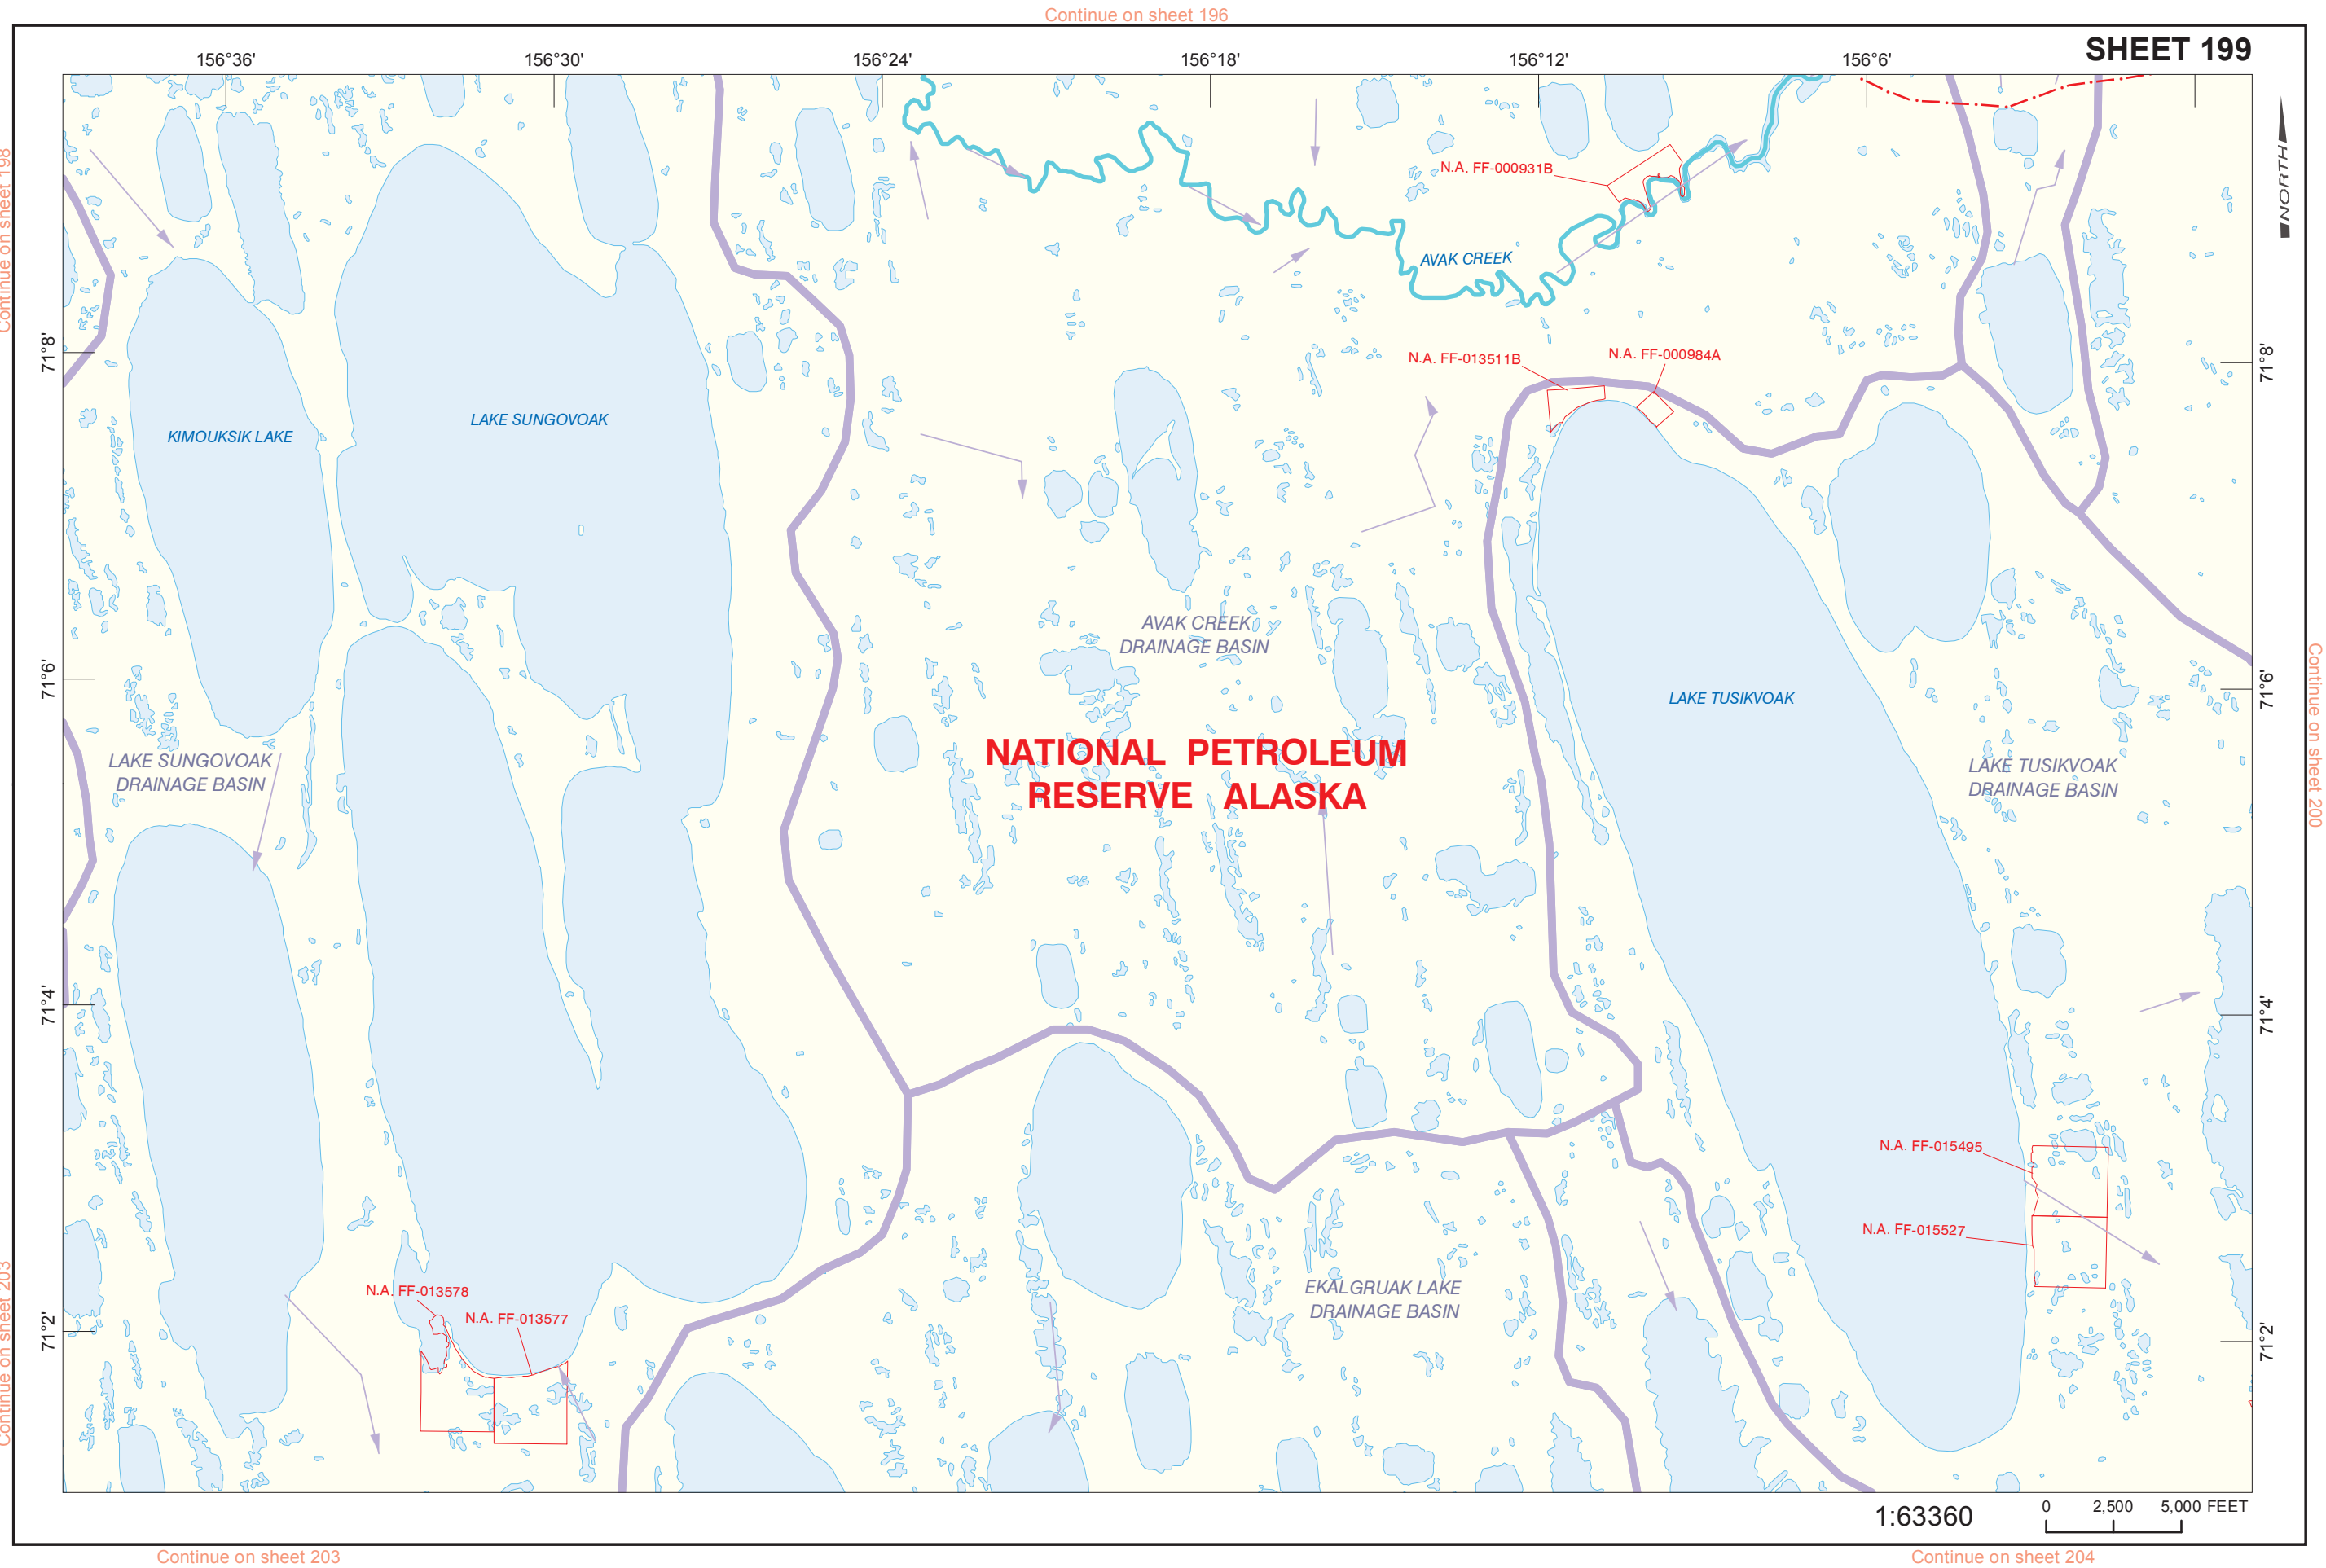 Continue on sheet 196
SHEET 199
156°36'
156°30'
156°24'
156°18'
156°12'
156°6'
NORTH
Continue on sheet 198
N.A. FF-000931B
AVAK CREEK
71°8'
71°8'
N.A. FF-013511B
N.A. FF-000984A
KIMOUKSIK LAKE
LAKE SUNGOVOAK
AVAK CREEK
DRAINAGE BASIN
71°6'
71°6'
LAKE TUSIKVOAK
Continue on sheet 200
NATIONAL PETROLEUM
RESERVE ALASKA
LAKE SUNGOVOAK
DRAINAGE BASIN
LAKE TUSIKVOAK
DRAINAGE BASIN
71°4'
71°4'
N.A. FF-015495
N.A. FF-015527
EKALGRUAK LAKE
DRAINAGE BASIN
N.A. FF-013578
N.A. FF-013577
71°2'
71°2'
Continue on sheet 203
1:63360
0 2,500 5,000 FEET
Continue on sheet 203
Continue on sheet 204